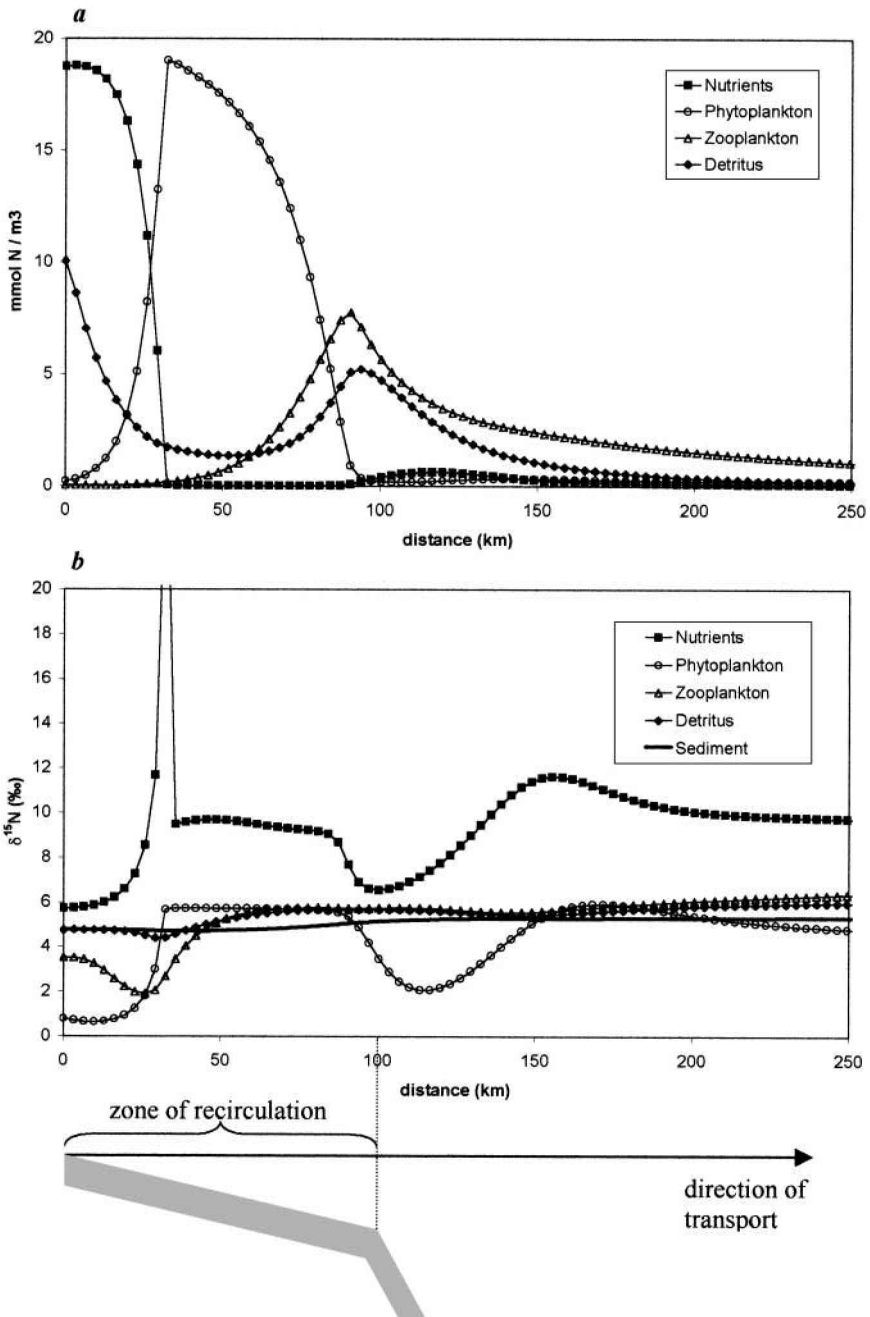 a
20
15
10
5
0
mmol N / m3
Nutrients
Phytoplankton
Zooplankton
Detritus
0 50 100 150 200 250
distance (km)
b
20
18
16
14
12
10
8
6
4
2
0
δ¹⁵N (‰)
Nutrients
Phytoplankton
Zooplankton
Detritus
Sediment
0 50 100 150 200 250
distance (km)
zone of recirculation
direction of
transport